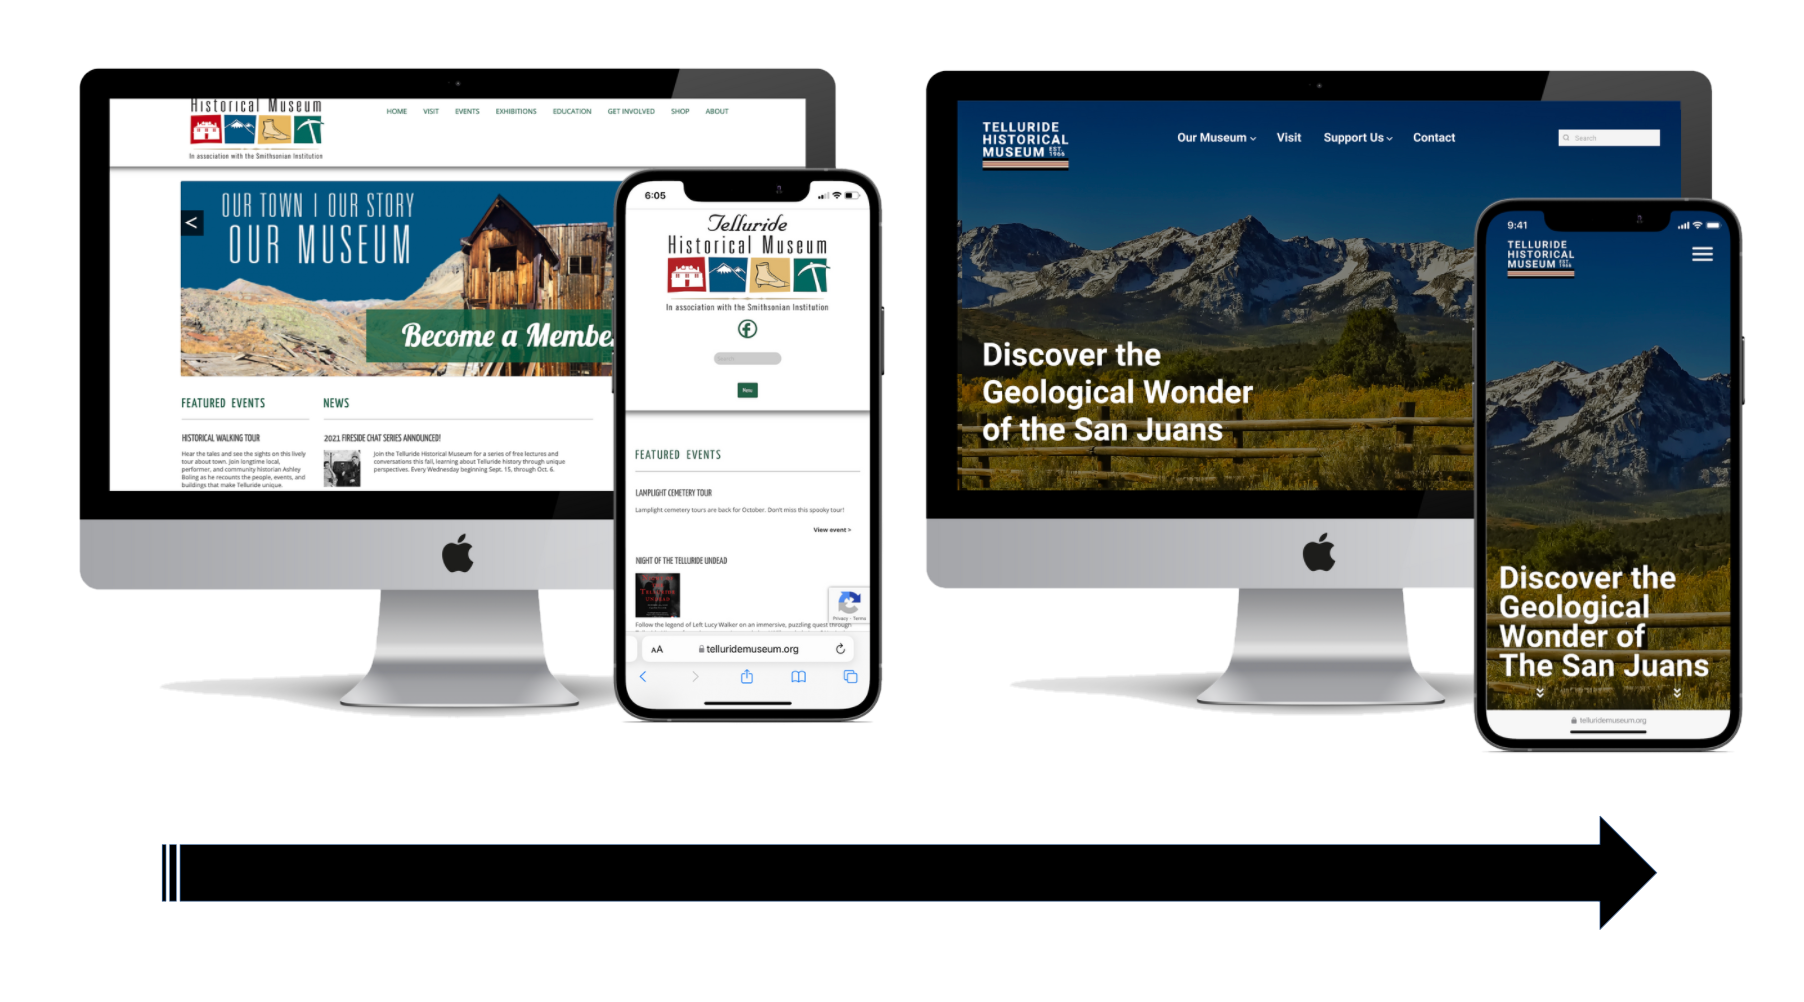 Historical Museum
In association with the Smithsonian Institution
HOME VISIT EVENTS EXHIBITIONS EDUCATION GET INVOLVED SHOP ABOUT
<
OUR TOWN | OUR STORY
OUR MUSEUM
Become a Membe
FEATURED EVENTS
HISTORICAL WALKING TOUR
Hear the tales and see the sights on this lively
tour about town. Join longtime local,
performer, and community historian Ashley
Boling as he recounts the people, events, and
buildings that make Telluride unique.
NEWS
2021 FIRESIDE CHAT SERIES ANNOUNCED!
Join the Telluride Historical Museum for a series of free lectures and
conversations this fall, learning about Telluride history through unique
perspectives. Every Wednesday beginning Sept. 15, through Oct. 6.
6:05
Telluride
Historical Museum
In association with the Smithsonian Institution
Search
Menu
FEATURED EVENTS
LAMPLIGHT CEMETERY TOUR
Lamplight cemetery tours are back for October. Don't miss this spooky tour!
View event >
NIGHT OF THE TELLURIDE UNDEAD
Follow the legend of Left Lucy Walker on an immersive, puzzling quest through
Privacy - Terms
AA telluridemuseum.org
TELLURIDE
HISTORICAL
MUSEUM EST. 1966
Our Museum Visit Support Us Contact
Search
Discover the
Geological Wonder
of the San Juans
9:41
TELLURIDE
HISTORICAL
MUSEUM EST. 1966
Discover the
Geological
Wonder of
The San Juans
telluridemuseum.org